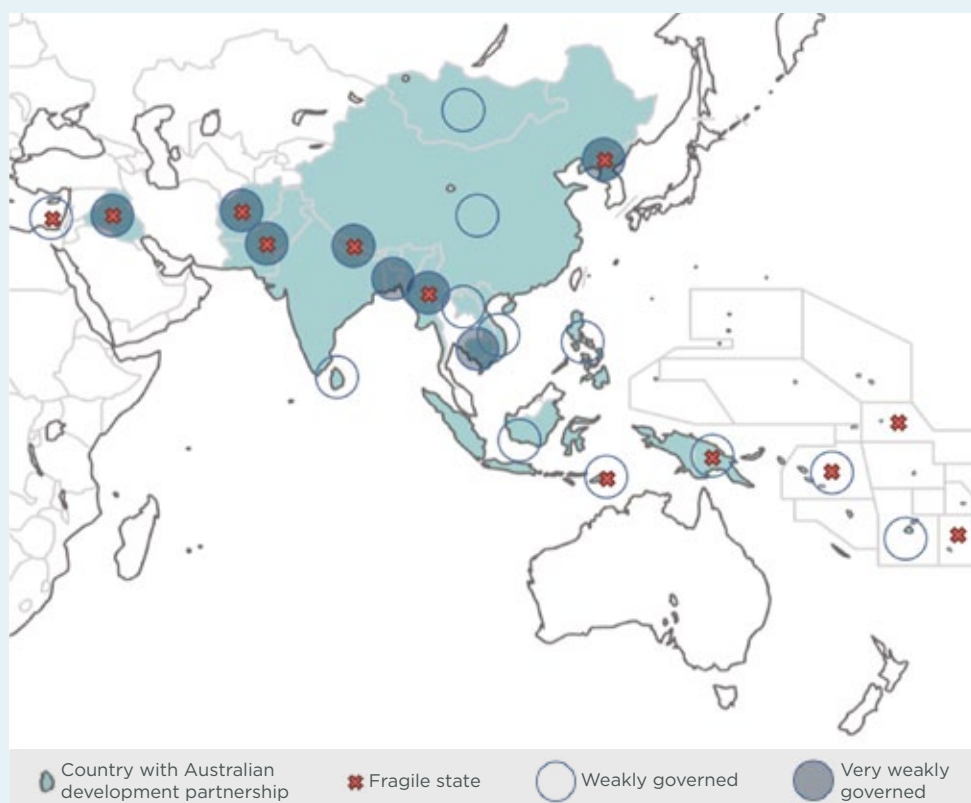 Country with Australian
development partnership
Fragile state
Weakly governed
Very weakly
governed